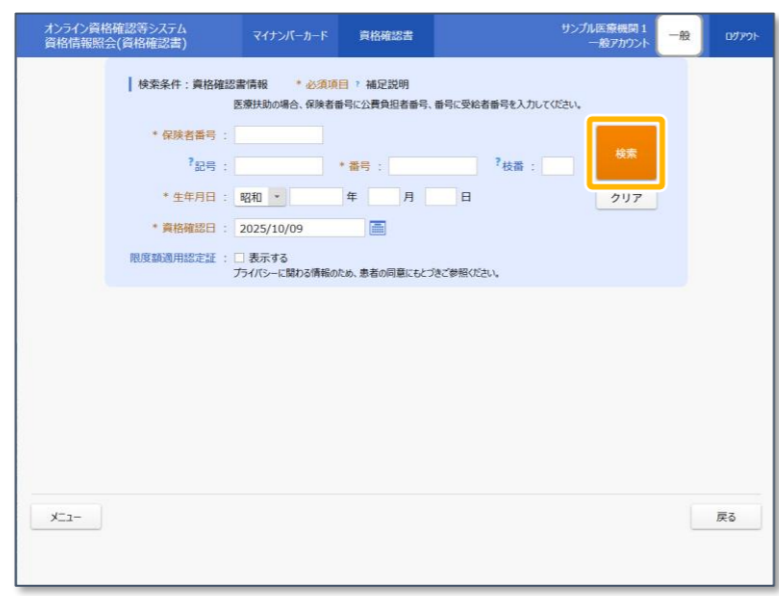 オンライン資格確認等システム
資格情報照会(資格確認書)
マイナンバーカード
資格確認書
サンプル医療機関1
一般アカウント
一般
ログアウト
検索条件：資格確認書情報 * 必須項目 ? 補足説明
医療扶助の場合、保険者番号に公費負担者番号、番号に受給者番号を入力してください。
* 保険者番号 :
?記号 : * 番号 : ?枝番 :
検索
* 生年月日 : 昭和 年 月 日
クリア
* 資格確認日 : 2025/10/09
限度額適用認定証 : 表示する
プライバシーに関わる情報のため、患者の同意にもとづきご参照ください。
メニュー
戻る